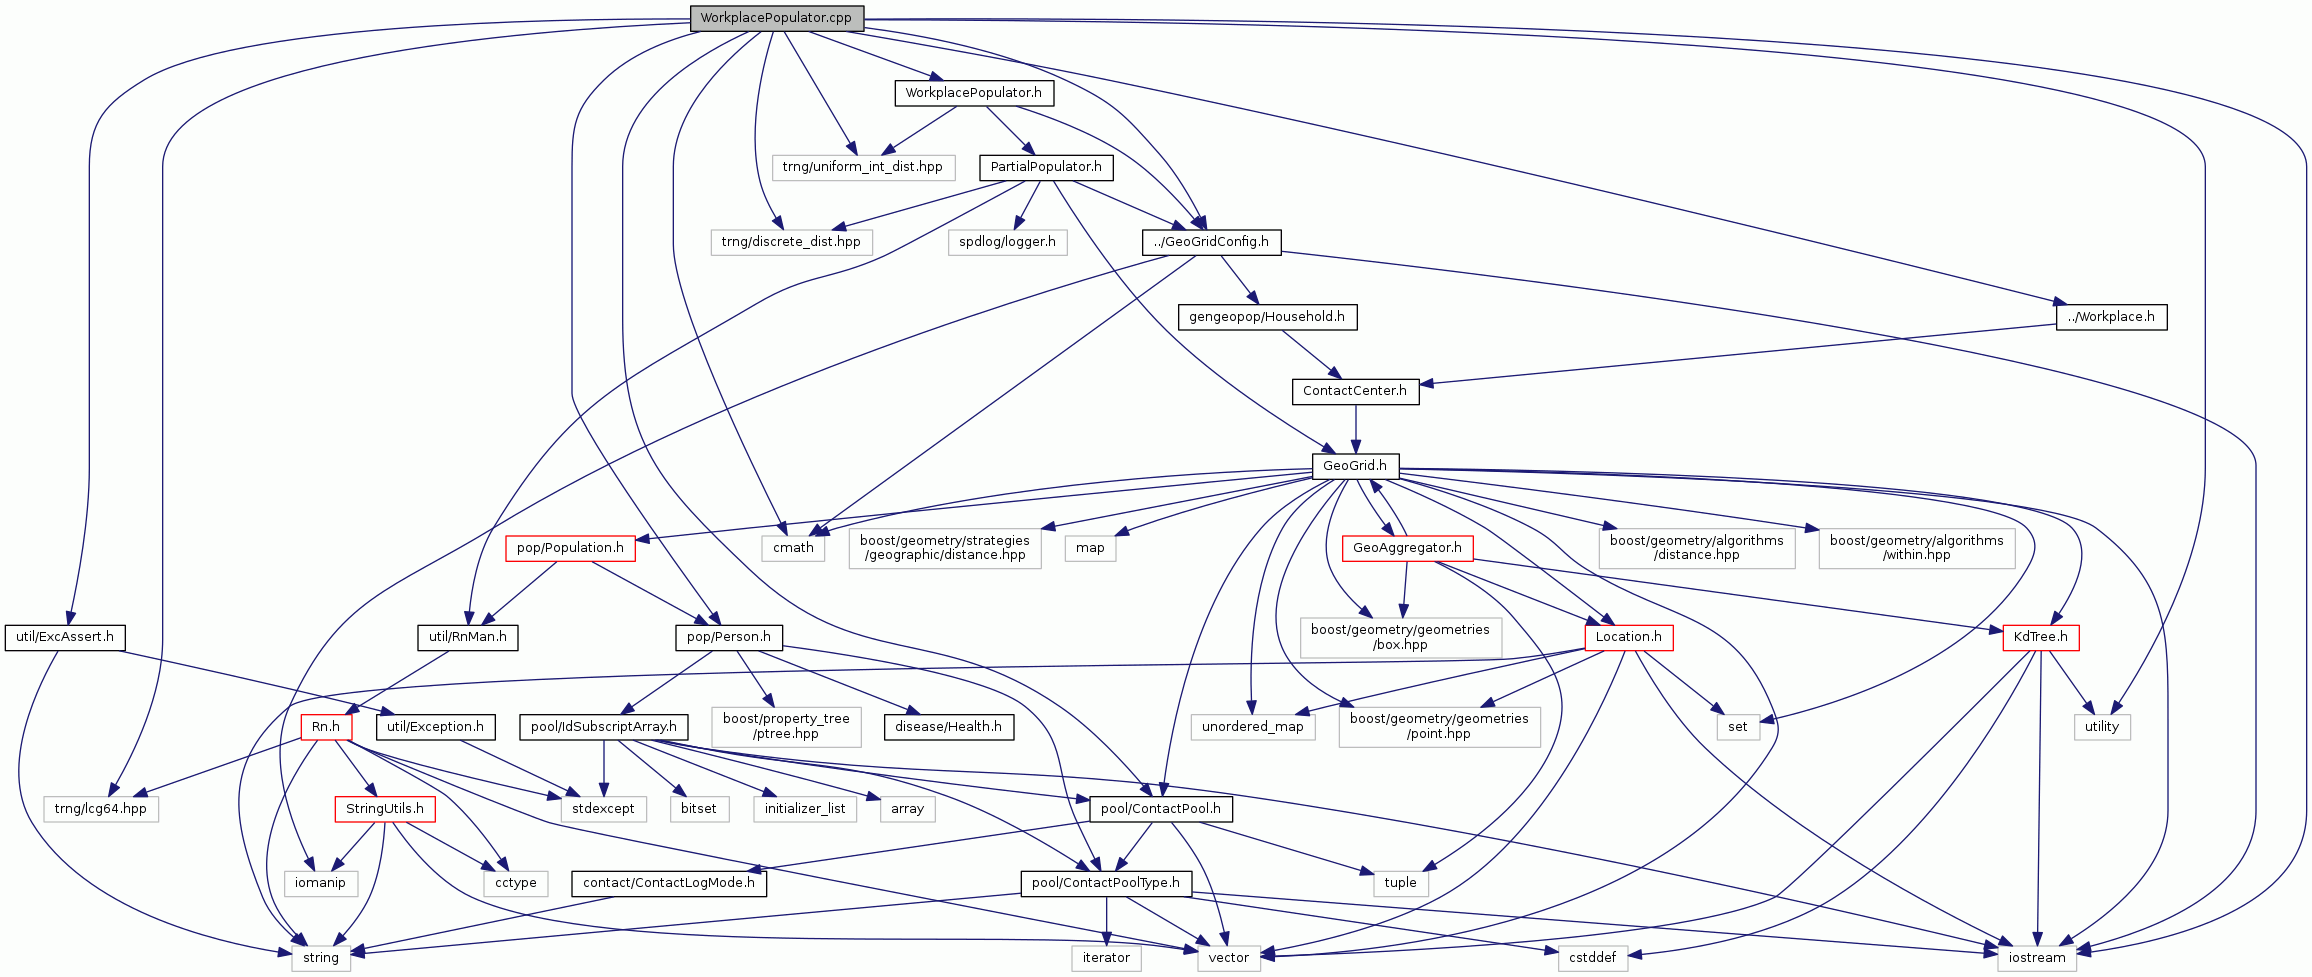 WorkplacePopulator.cpp
WorkplacePopulator.h
trng/uniform_int_dist.hpp
PartialPopulator.h
trng/discrete_dist.hpp
spdlog/logger.h
../GeoGridConfig.h
gengeopop/Household.h
../Workplace.h
ContactCenter.h
GeoGrid.h
pop/Population.h
cmath
boost/geometry/strategies
/geographic/distance.hpp
map
GeoAggregator.h
boost/geometry/algorithms
/distance.hpp
boost/geometry/algorithms
/within.hpp
util/ExcAssert.h
util/RnMan.h
pop/Person.h
boost/geometry/geometries
/box.hpp
Location.h
KdTree.h
Rn.h
util/Exception.h
pool/IdSubscriptArray.h
boost/property_tree
/ptree.hpp
disease/Health.h
unordered_map
boost/geometry/geometries
/point.hpp
set
utility
trng/lcg64.hpp
StringUtils.h
stdexcept
bitset
initializer_list
array
pool/ContactPool.h
iomanip
cctype
contact/ContactLogMode.h
pool/ContactPoolType.h
tuple
string
iterator
vector
cstddef
iostream